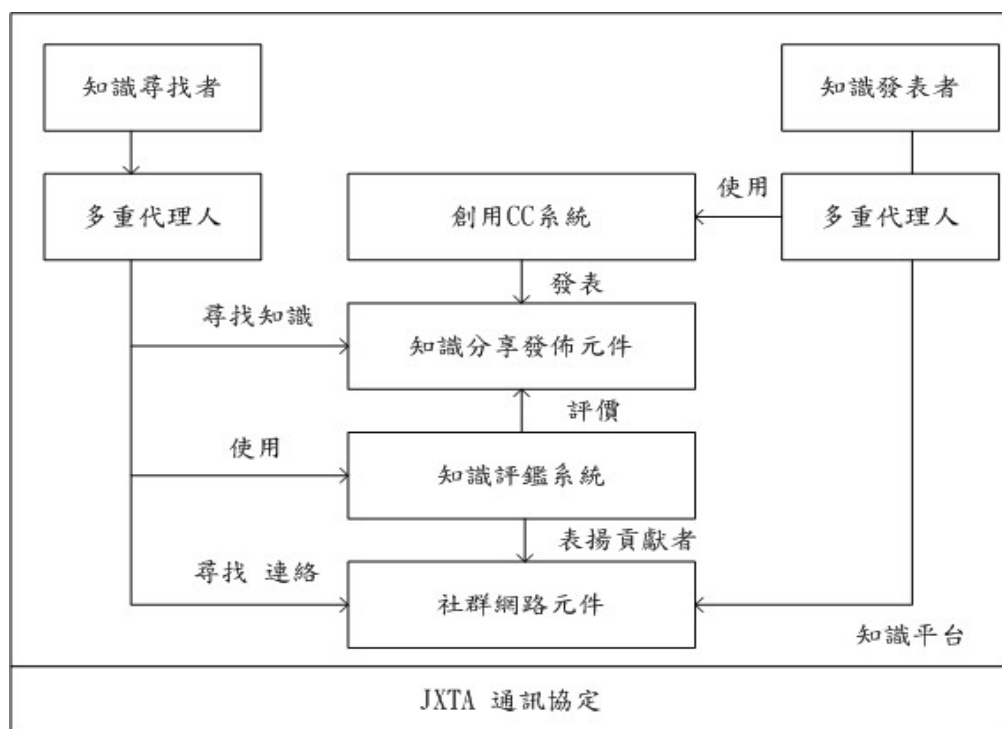 知識尋找者
知識發表者
多重代理人
創用CC系統
使用
多重代理人
發表
尋找知識
知識分享發佈元件
評價
使用
知識評鑑系統
表揚貢獻者
尋找 連絡
社群網路元件
知識平台
JXTA 通訊協定